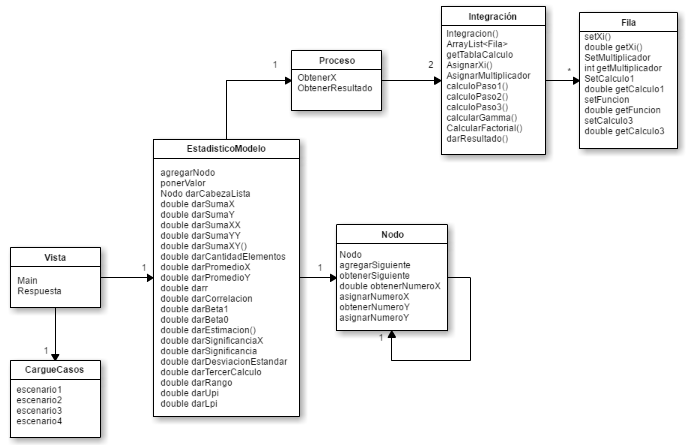 Integración
Integracion()
ArrayList<Fila>
getTablaCalculo
AsignarXi()
AsignarMultiplicador
calculoPaso1()
calculoPaso2()
calculoPaso3()
calcularGamma()
CalcularFactorial()
darResultado()
Fila
setXi()
double getXi()
SetMultiplicador
int getMultiplicador
SetCalculo1
double getCalculo1
setFuncion
double getFuncion
setCalculo3
double getCalculo3
Proceso
ObtenerX
ObtenerResultado
1
2
*
EstadisticoModelo
agregarNodo
ponerValor
Nodo darCabezaLista
double darSumaX
double darSumaY
double darSumaXX
double darSumaYY
double darSumaXY()
double darCantidadElementos
double darPromedioX
double darPromedioY
double darr
double darCorrelacion
double darBeta1
double darBeta0
double darEstimacion()
double darSignificanciaX
double darSignificancia
double darDesviacionEstandar
double darTercerCalculo
double darRango
double darUpi
double darLpi
Nodo
Nodo
agregarSiguiente
obtenerSiguiente
double obtenerNumeroX
asignarNumeroX
obtenerNumeroY
asignarNumeroY
1
1
Vista
Main
Respuesta
1
1
CargueCasos
escenario1
escenario2
escenario3
escenario4